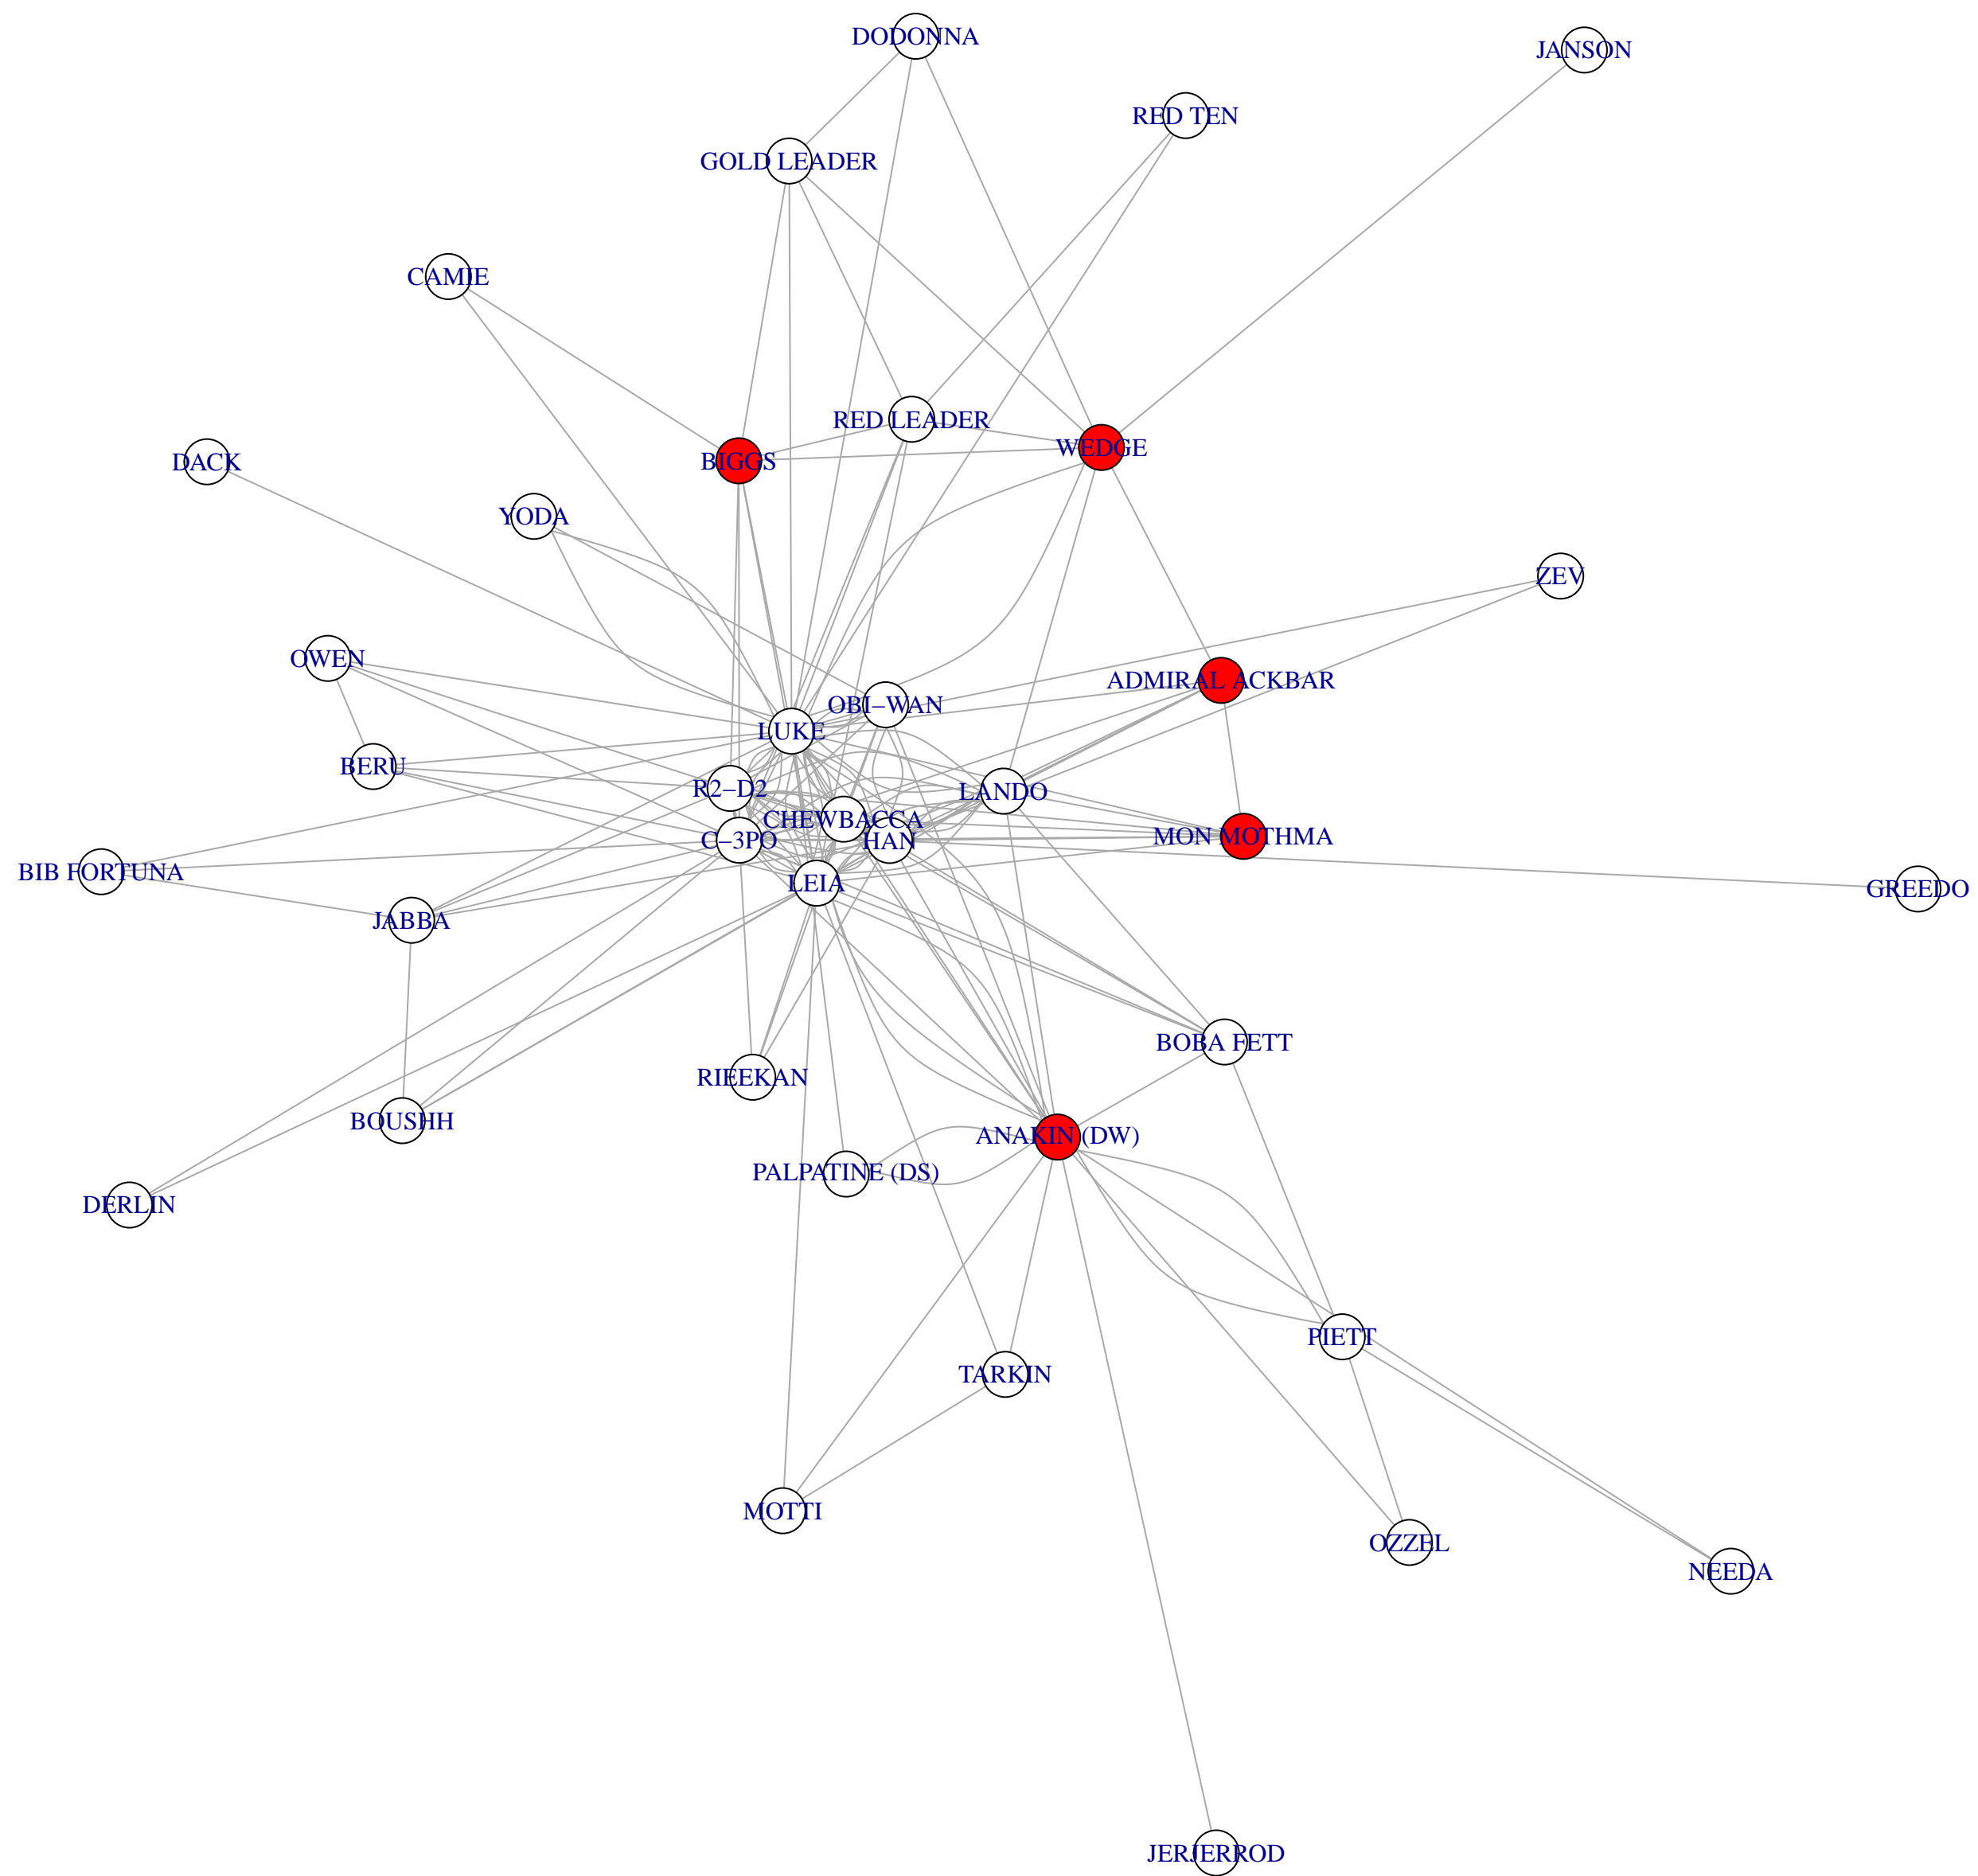 DODONNA
JANSON
RED TEN
GOLD LEADER
CAMIE
RED LEADER
WEDGE
BIGGS
DACK
YODA
ZEV
OWEN
ADMIRAL ACKBAR
OBI-WAN
LUKE
BERU
R2-D2
LANDO
CHEWBACCA
C-3PO
HAN
MON MOTHMA
BIB FORTUNA
LEIA
GREEDO
JABBA
BOBA FETT
RIEEKAN
BOUSHH
ANAKIN (DW)
PALPATINE (DS)
DERLIN
PIETT
TARKIN
MOTTI
OZZEL
NEEDA
JERJERROD